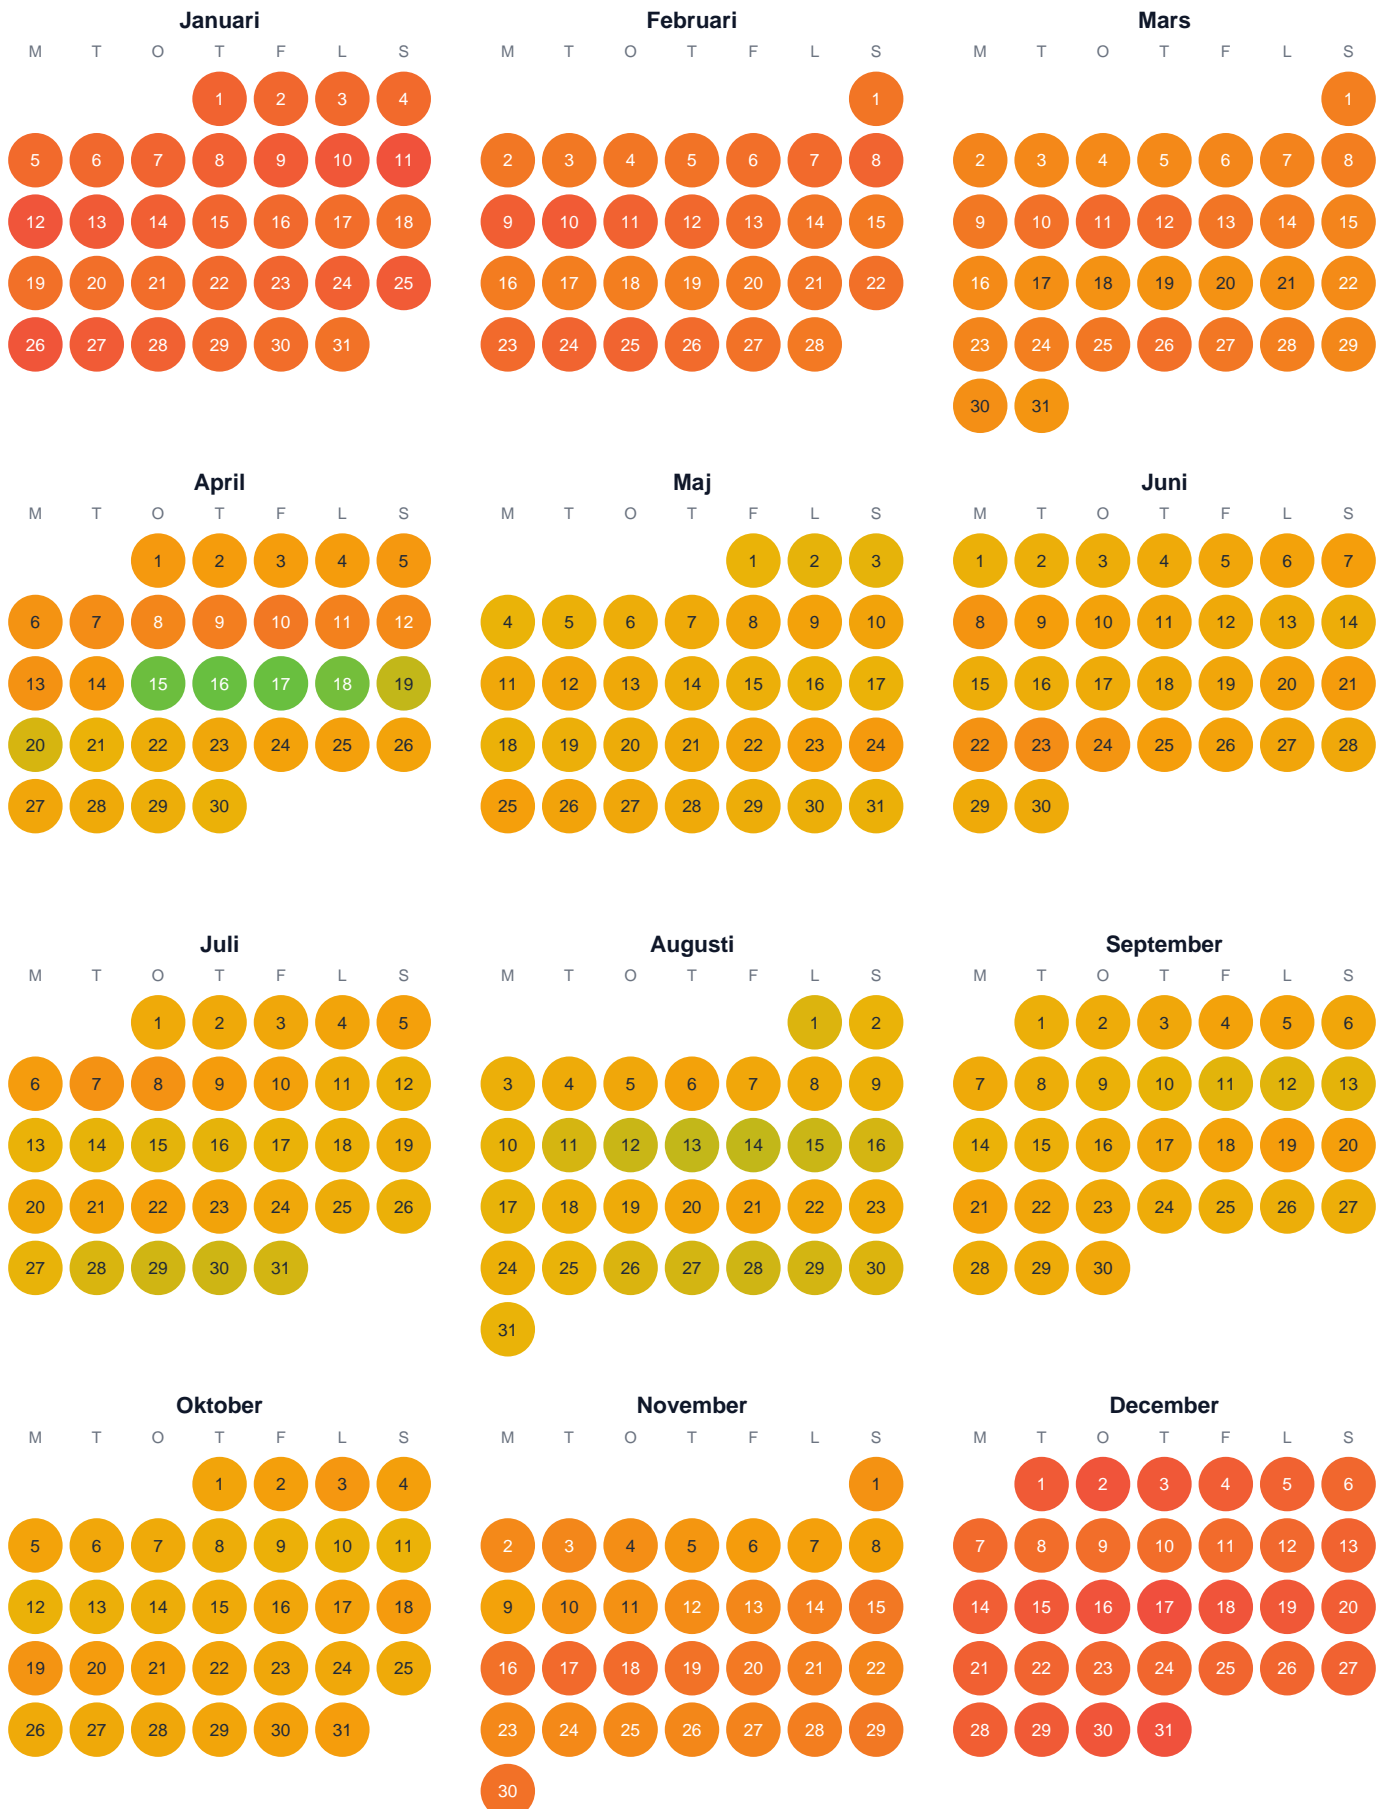 Januari Februari Mars
M T O T F L S M T O T F L S M T O T F L S
1 2 3 4 1 1
5 6 7 8 9 10 11 2 3 4 5 6 7 8 2 3 4 5 6 7 8
12 13 14 15 16 17 18 9 10 11 12 13 14 15 9 10 11 12 13 14 15
19 20 21 22 23 24 25 16 17 18 19 20 21 22 16 17 18 19 20 21 22
26 27 28 29 30 31 23 24 25 26 27 28 23 24 25 26 27 28 29
30 31
April Maj Juni
M T O T F L S M T O T F L S M T O T F L S
1 2 3 4 5 1 2 3 1 2 3 4 5 6 7
6 7 8 9 10 11 12 4 5 6 7 8 9 10 8 9 10 11 12 13 14
13 14 15 16 17 18 19 11 12 13 14 15 16 17 15 16 17 18 19 20 21
20 21 22 23 24 25 26 18 19 20 21 22 23 24 22 23 24 25 26 27 28
27 28 29 30 25 26 27 28 29 30 31 29 30
Juli Augusti September
M T O T F L S M T O T F L S M T O T F L S
1 2 3 4 5 1 2 1 2 3 4 5 6
6 7 8 9 10 11 12 3 4 5 6 7 8 9 7 8 9 10 11 12 13
13 14 15 16 17 18 19 10 11 12 13 14 15 16 14 15 16 17 18 19 20
20 21 22 23 24 25 26 17 18 19 20 21 22 23 21 22 23 24 25 26 27
27 28 29 30 31 24 25 26 27 28 29 30 28 29 30
31
Oktober November December
M T O T F L S M T O T F L S M T O T F L S
1 2 3 4 1 1 2 3 4 5 6
5 6 7 8 9 10 11 2 3 4 5 6 7 8 7 8 9 10 11 12 13
12 13 14 15 16 17 18 9 10 11 12 13 14 15 14 15 16 17 18 19 20
19 20 21 22 23 24 25 16 17 18 19 20 21 22 21 22 23 24 25 26 27
26 27 28 29 30 31 23 24 25 26 27 28 29 28 29 30 31
30